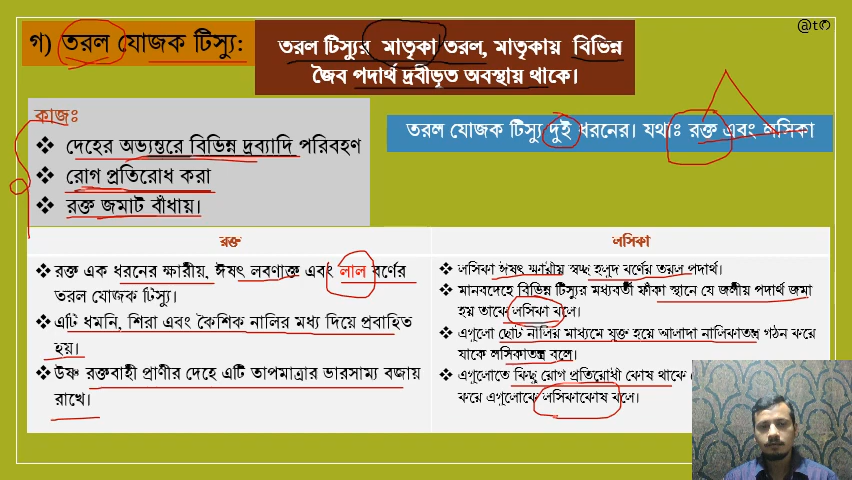 @tও
গ) তরল যোজক টিস্যু:
তরল টিস্যুর মাতৃকা তরল, মাতৃকায় বিভিন্ন
জৈব পদার্থ দ্রবীভূত অবস্থায় থাকে।
কাজঃ
❖ দেহের অভ্যন্তরে বিভিন্ন দ্রব্যাদি পরিবহণ
❖ রোগ প্রতিরোধ করা
❖ রক্ত জমাট বাঁধায়।
তরল যোজক টিস্যু দুই ধরনের। যথাঃ রক্ত এবং লসিকা
রক্ত
❖ রক্ত এক ধরনের ক্ষারীয়, ঈষৎ লবণাক্ত এবং লাল বর্ণের
তরল যোজক টিস্যু।
❖ এটি ধমনি, শিরা এবং কৈশিক নালির মধ্য দিয়ে প্রবাহিত
হয়।
❖ উষ্ণ রক্তবাহী প্রাণীর দেহে এটি তাপমাত্রার ভারসাম্য বজায়
রাখে।
লসিকা
❖ লসিকা ঈষৎ ক্ষারীয় স্বচ্ছ হলুদ বর্ণের তরল পদার্থ।
❖ মানবদেহে বিভিন্ন টিস্যুর মধ্যবর্তী ফাঁকা স্থানে যে জলীয় পদার্থ জমা
হয় তাকে লসিকা বলে।
❖ এগুলো ছোট নালির মাধ্যমে যুক্ত হয়ে আলাদা নালিকাতন্ত্র গঠন করে
যাকে লসিকাতন্ত্র বলে।
❖ এগুলোতে কিছু রোগ প্রতিরোধী কোষ থাকে
করে এগুলোকে লসিকাকোষ বলে।